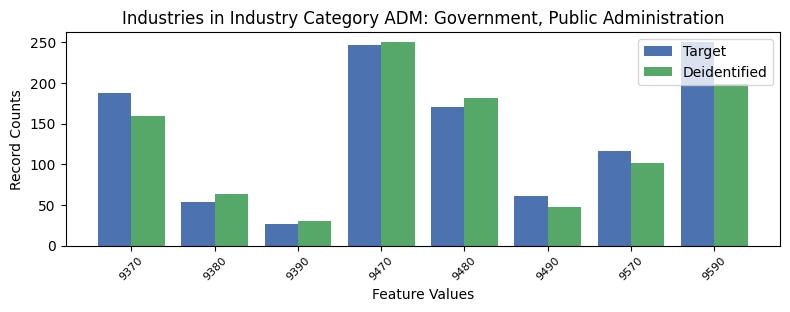 Industries in Industry Category ADM: Government, Public Administration
Record Counts
250
200
150
100
50
0
Target
Deidentified
9370
9380
9390
9470
9480
9490
9570
9590
Feature Values